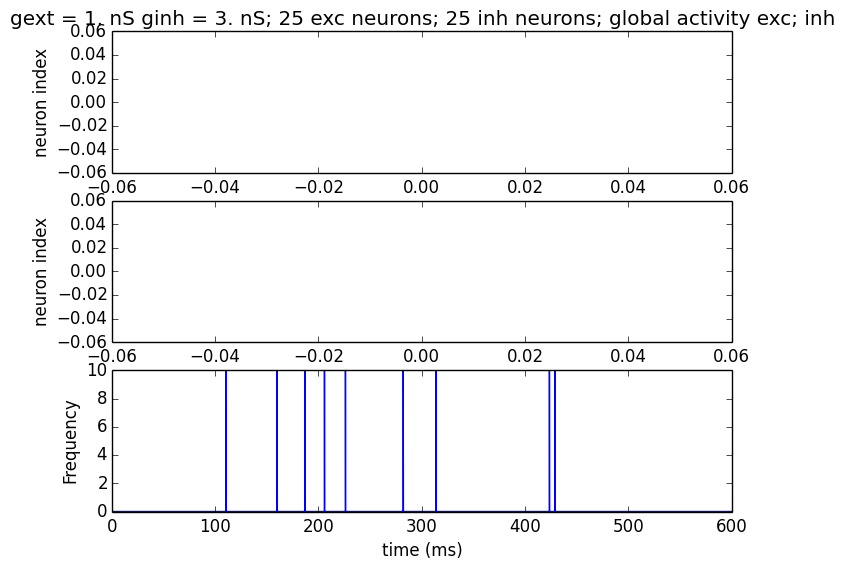 gext = 1. nS ginh = 3. nS; 25 exc neurons; 25 inh neurons; global activity exc; inh
0.06
0.04
0.02
0.00
−0.02
−0.04
−0.06
neuron index
−0.06 −0.04 −0.02 0.00 0.02 0.04 0.06
0.06
0.04
0.02
0.00
−0.02
−0.04
−0.06
neuron index
−0.06 −0.04 −0.02 0.00 0.02 0.04 0.06
10
8
6
4
2
0
Frequency
0 100 200 300 400 500 600
time (ms)